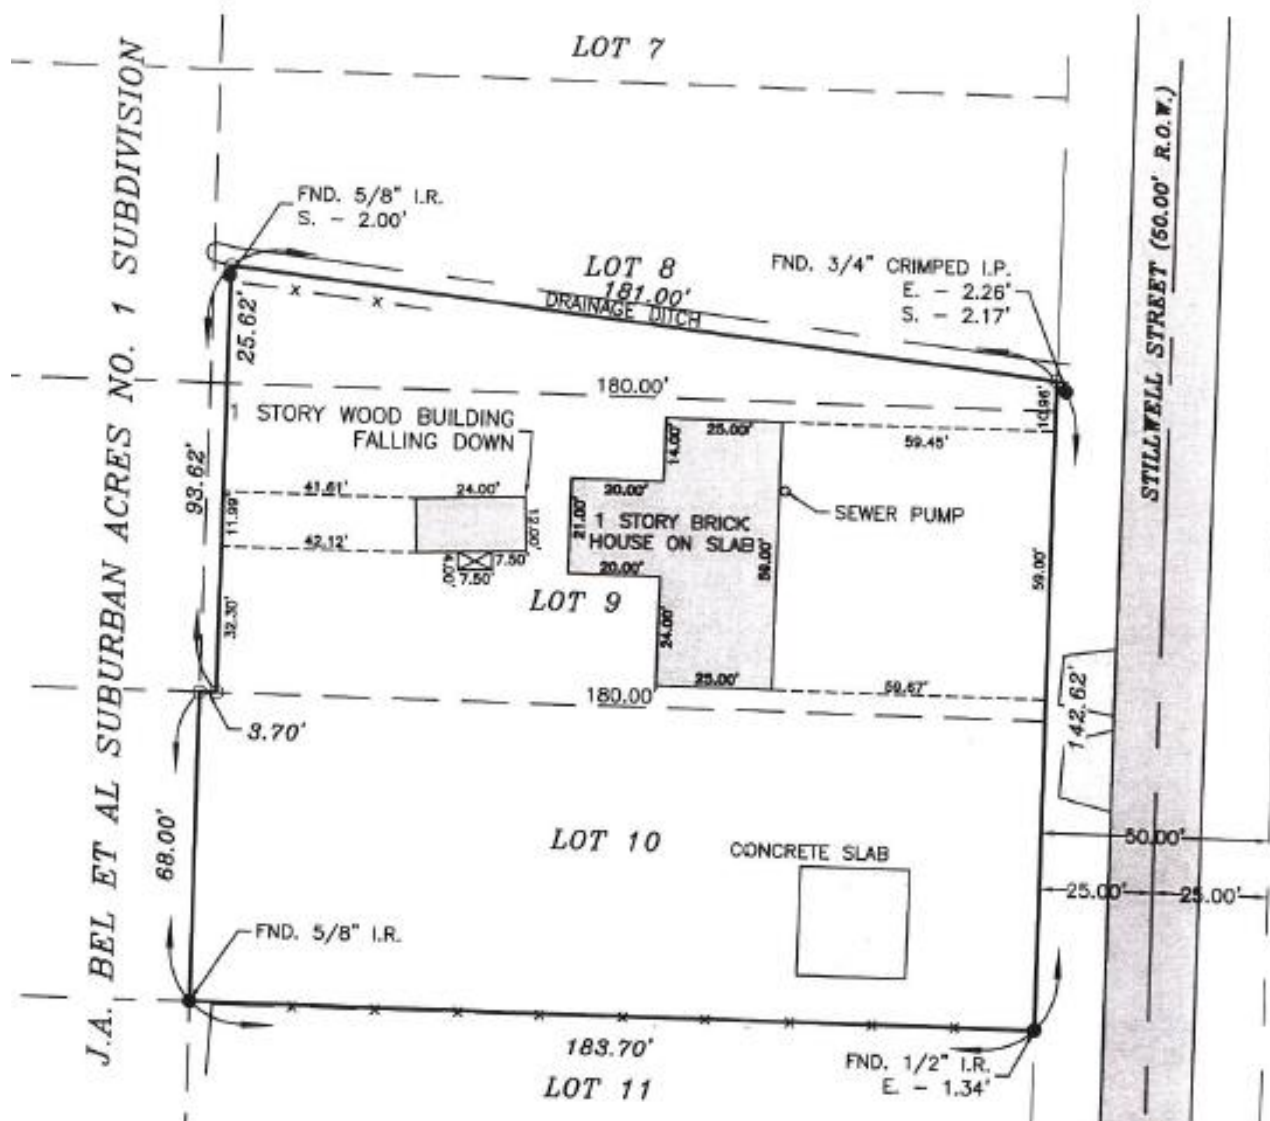 LOT 7
J.A. BEL ET AL SUBURBAN ACRES NO. 1 SUBDIVISION
STILLWELL STREET (50.00' R.O.W.)
FND. 5/8" I.R.
S. - 2.00'
LOT 8
181.00'
DRAINAGE DITCH
FND. 3/4" CRIMPED I.P.
E. - 2.26'
S. - 2.17'
25.62'
180.00'
10.96'
1 STORY WOOD BUILDING
FALLING DOWN
25.00'
59.45'
14.00'
93.62'
41.61'
24.00'
20.00'
11.99'
12.00'
21.00'
1 STORY BRICK
HOUSE ON SLAB
SEWER PUMP
42.12'
4.00'
7.50'
7.50'
20.00'
59.00'
59.00'
LOT 9
32.30'
24.00'
25.00'
59.67'
180.00'
3.70'
142.62'
68.00'
LOT 10
CONCRETE SLAB
50.00'
25.00'
25.00'
FND. 5/8" I.R.
183.70'
FND. 1/2" I.R.
E. - 1.34'
LOT 11